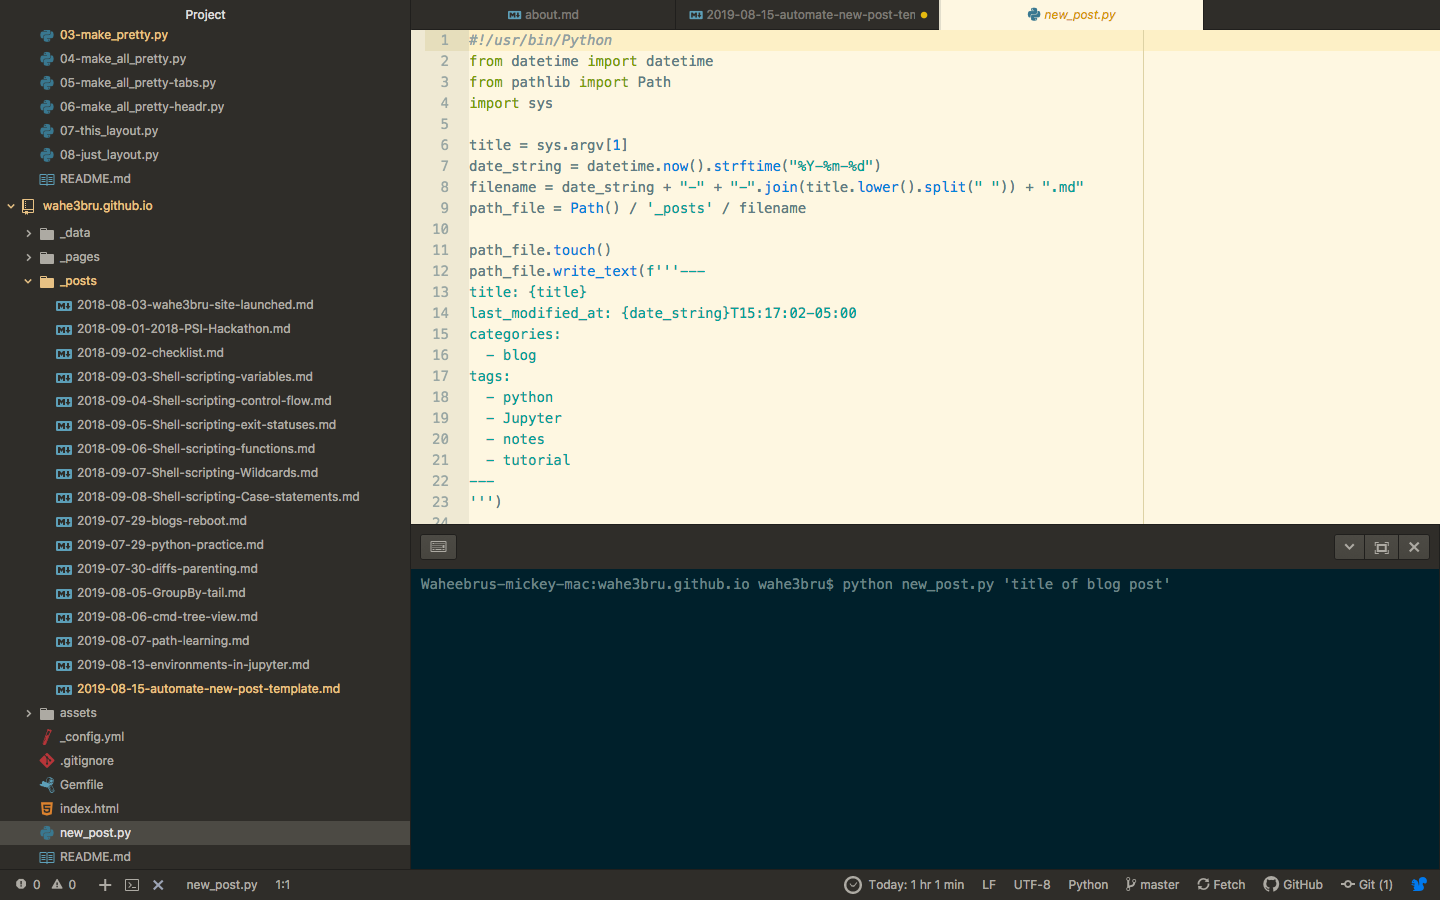 Project
03-make_pretty.py
04-make_all_pretty.py
05-make_all_pretty-tabs.py
06-make_all_pretty-headr.py
07-this_layout.py
08-just_layout.py
README.md
wahe3bru.github.io
_data
_pages
_posts
2018-08-03-wahe3bru-site-launched.md
2018-09-01-2018-PSI-Hackathon.md
2018-09-02-checklist.md
2018-09-03-Shell-scripting-variables.md
2018-09-04-Shell-scripting-control-flow.md
2018-09-05-Shell-scripting-exit-statuses.md
2018-09-06-Shell-scripting-functions.md
2018-09-07-Shell-scripting-Wildcards.md
2018-09-08-Shell-scripting-Case-statements.md
2019-07-29-blogs-reboot.md
2019-07-29-python-practice.md
2019-07-30-diffs-parenting.md
2019-08-05-GroupBy-tail.md
2019-08-06-cmd-tree-view.md
2019-08-07-path-learning.md
2019-08-13-environments-in-jupyter.md
2019-08-15-automate-new-post-template.md
assets
_config.yml
.gitignore
Gemfile
index.html
new_post.py
README.md
about.md 2019-08-15-automate-new-post-ten new_post.py
1 #!/usr/bin/Python
2 from datetime import datetime
3 from pathlib import Path
4 import sys
5
6 title = sys.argv[1]
7 date_string = datetime.now().strftime("%Y-%m-%d")
8 filename = date_string + "-" + "-".join(title.lower().split(" ")) + ".md"
9 path_file = Path() / '_posts' / filename
10
11 path_file.touch()
12 path_file.write_text(f'''---
13 title: {title}
14 last_modified_at: {date_string}T15:17:02-05:00
15 categories:
16   - blog
17 tags:
18   - python
19   - Jupyter
20   - notes
21   - tutorial
22 ---
23 ''')
24
Waheebrus-mickey-mac:wahe3bru.github.io wahe3bru$ python new_post.py 'title of blog post'
0 0 new_post.py 1:1 Today: 1 hr 1 min LF UTF-8 Python master Fetch GitHub Git (1)